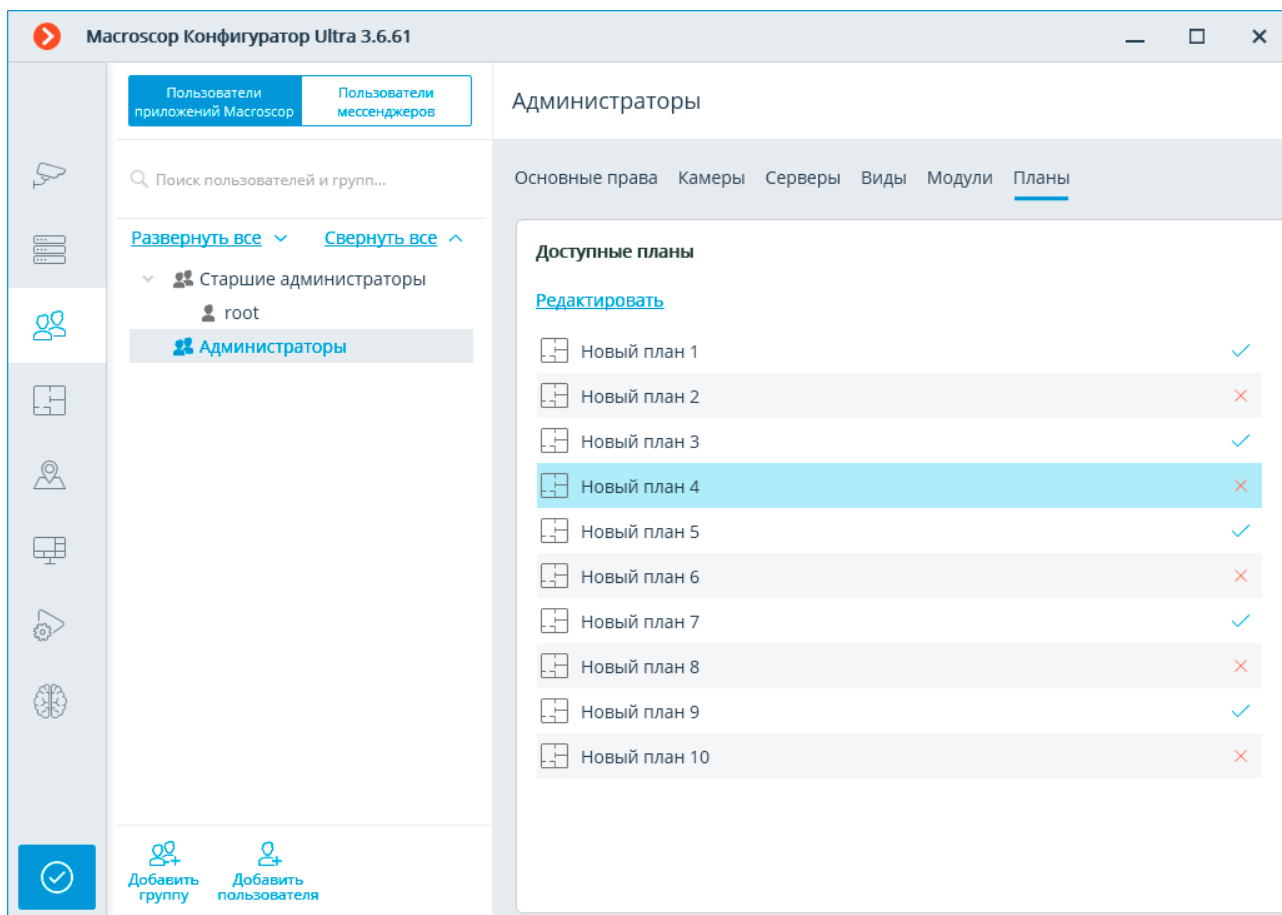 Macroscop Конфигуратор Ultra 3.6.61
Пользователи
приложений Macroscop
Пользователи
мессенджеров
Поиск пользователей и групп...
Развернуть все
Свернуть все
Старшие администраторы
root
Администраторы
Добавить
группу
Добавить
пользователя
Администраторы
Основные права Камеры Серверы Виды Модули Планы
Доступные планы
Редактировать
Новый план 1
Новый план 2
Новый план 3
Новый план 4
Новый план 5
Новый план 6
Новый план 7
Новый план 8
Новый план 9
Новый план 10